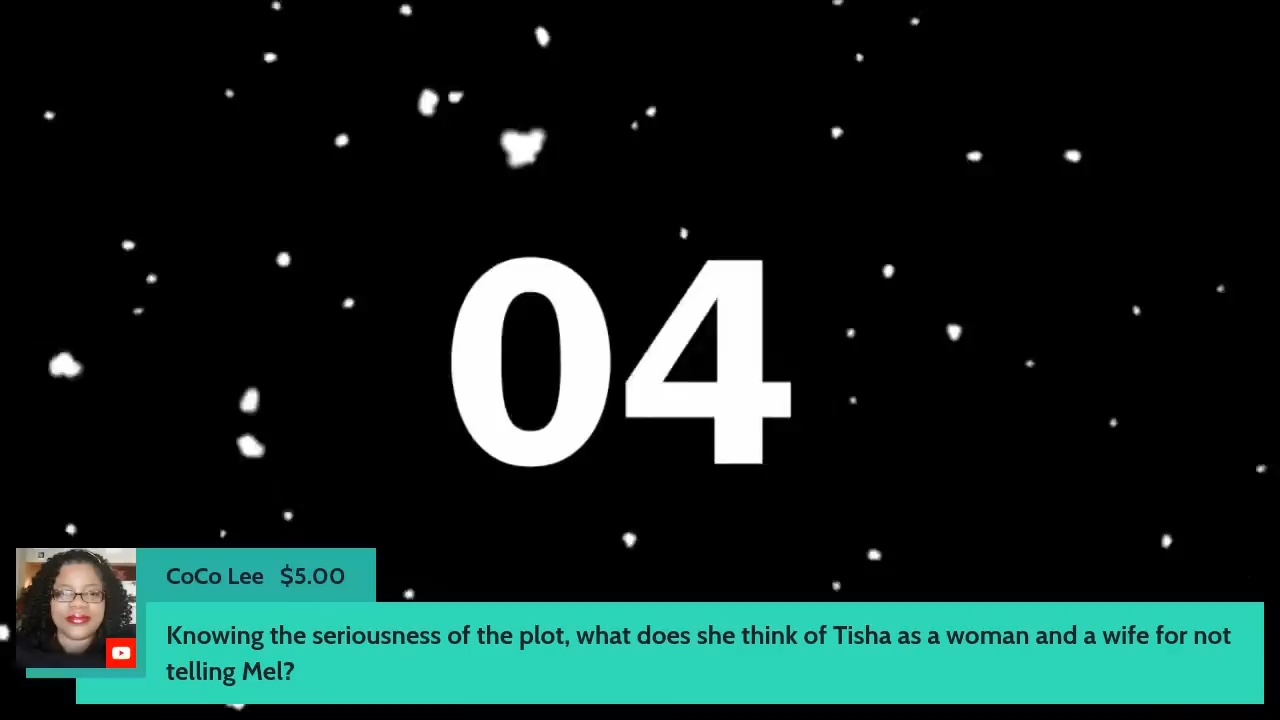 04
CoCo Lee $5.00
Knowing the seriousness of the plot, what does she think of Tisha as a woman and a wife for not
telling Mel?